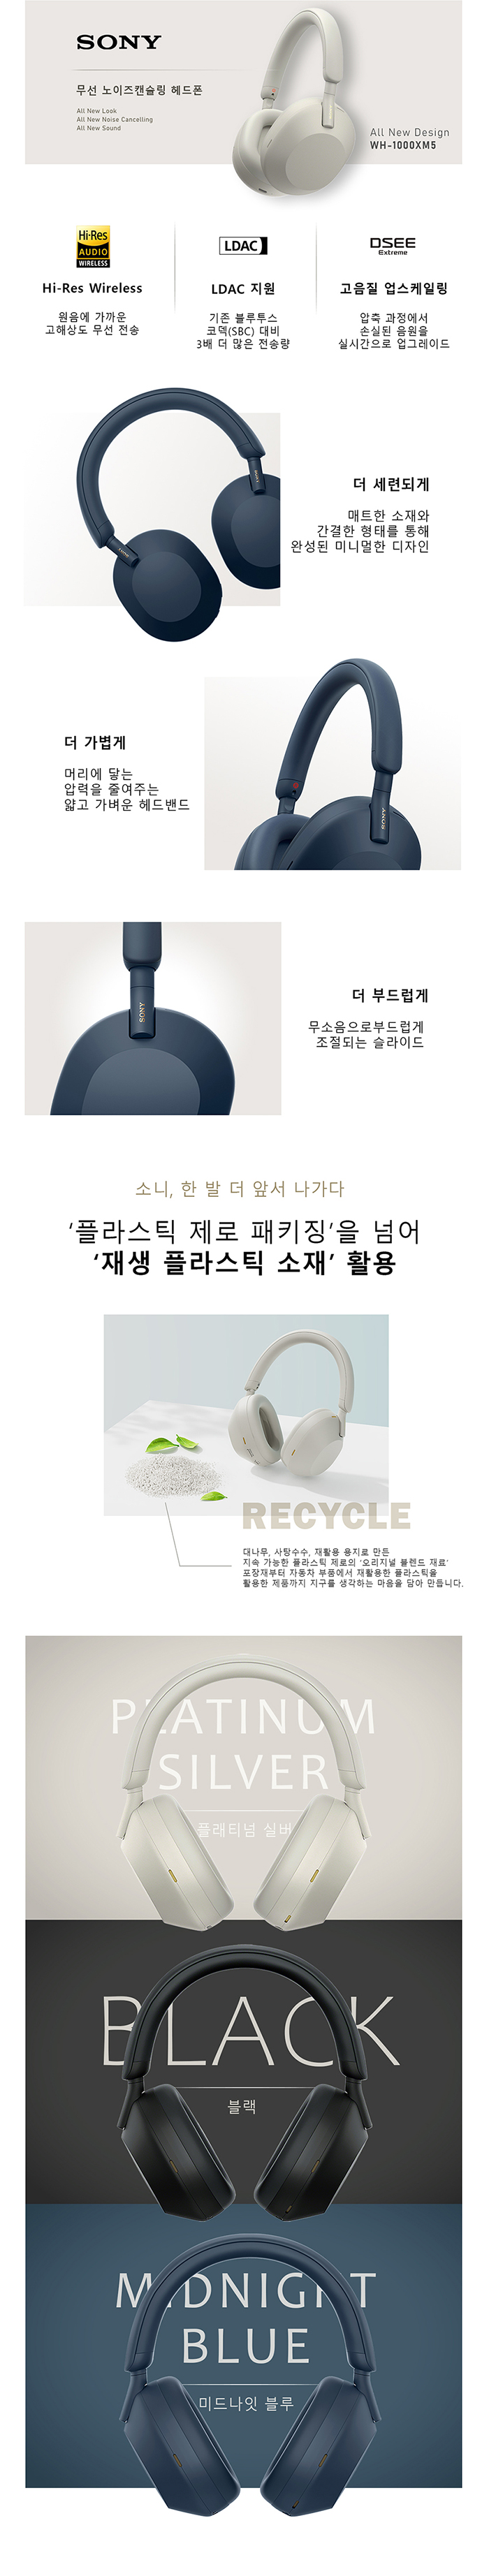 SONY
무선 노이즈캔슬링 헤드폰
All New Look
All New Noise Cancelling
All New Sound
All New Design
WH-1000XM5
Hi-Res
AUDIO
WIRELESS
Hi-Res Wireless
원음에 가까운
고해상도 무선 전송
LDAC
LDAC 지원
기존 블루투스
코덱(SBC) 대비
3배 더 많은 전송량
DSEE
Extreme
고음질 업스케일링
압축 과정에서
손실된 음원을
실시간으로 업그레이드
더 세련되게
매트한 소재와
간결한 형태를 통해
완성된 미니멀한 디자인
SONY
SONY
더 가볍게
머리에 닿는
압력을 줄여주는
얇고 가벼운 헤드밴드
SONY
SONY
더 부드럽게
무소음으로부드럽게
조절되는 슬라이드
소니, 한 발 더 앞서 나가다
‘플라스틱 제로 패키징’을 넘어
‘재생 플라스틱 소재’ 활용
RECYCLE
대나무, 사탕수수, 재활용 용지로 만든
지속 가능한 플라스틱 제로의 '오리지널 블렌드 재료'
포장재부터 자동차 부품에서 재활용한 플라스틱을
활용한 제품까지 지구를 생각하는 마음을 담아 만듭니다.
PLATINUM
SILVER
플래티넘 실버
BLACK
블랙
MIDNIGHT
BLUE
미드나잇 블루